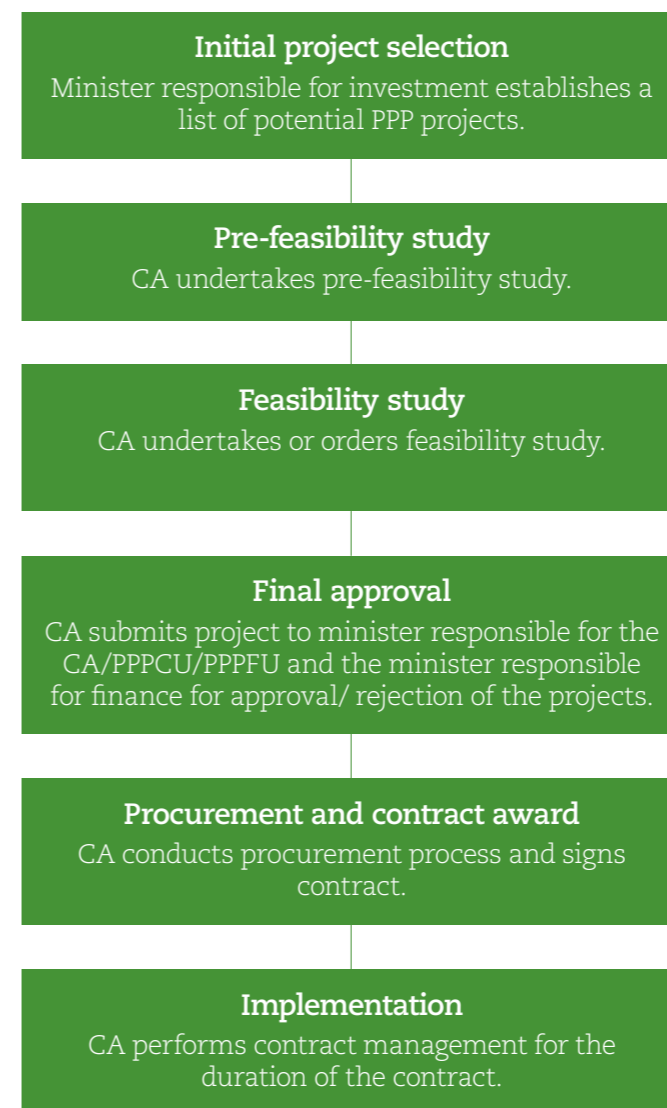 Initial project selection
Minister responsible for investment establishes a
list of potential PPP projects.
Pre-feasibility study
CA undertakes pre-feasibility study.
Feasibility study
CA undertakes or orders feasibility study.
Final approval
CA submits project to minister responsible for the
CA/PPPCU/PPPFU and the minister responsible
for finance for approval/ rejection of the projects.
Procurement and contract award
CA conducts procurement process and signs
contract.
Implementation
CA performs contract management for the
duration of the contract.